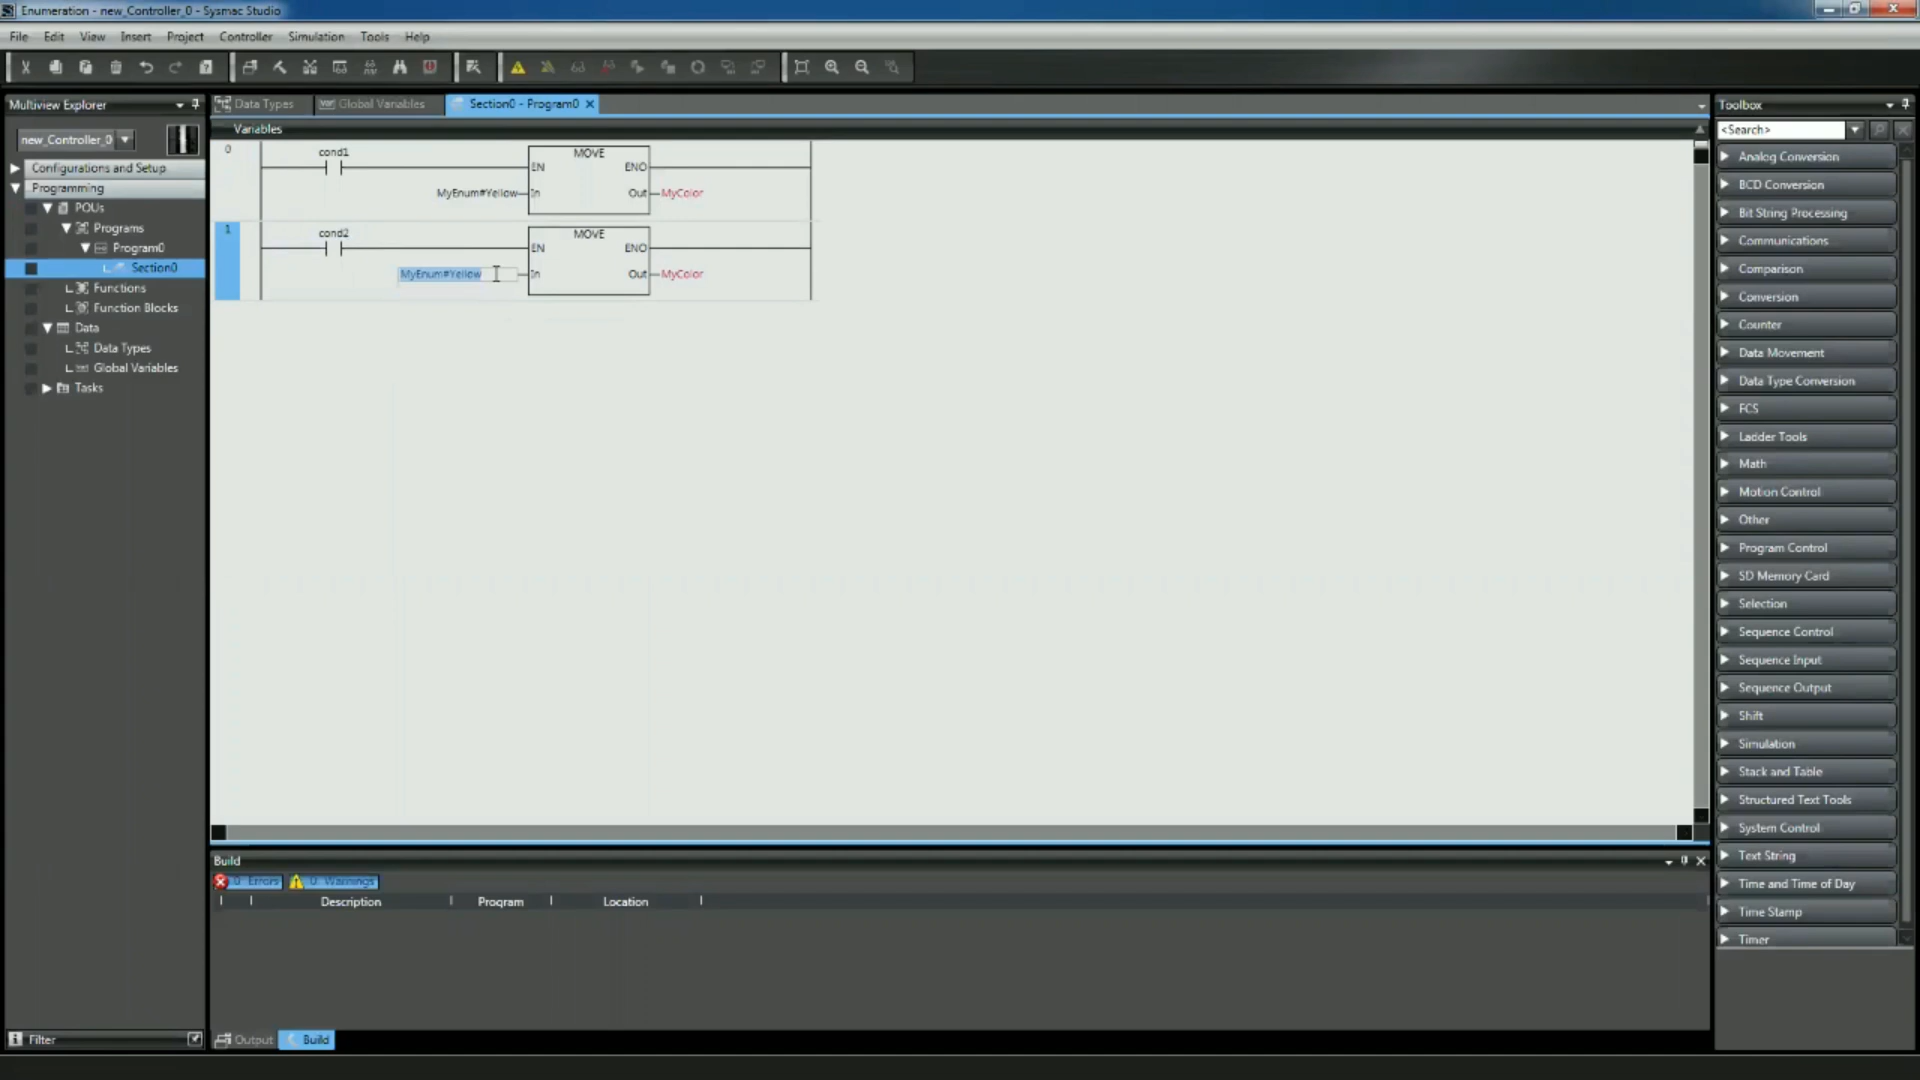 Enumeration - new_Controller_0 - Sysmac Studio
File Edit View Insert Project Controller Simulation Tools Help
Multiview Explorer
new_Controller_0
Configurations and Setup
Programming
POUs
Programs
Program0
Section0
Functions
Function Blocks
Data
Data Types
Global Variables
Tasks
Filter
Data Types Global Variables Section0 - Program0
Variables
0
cond1
MOVE
EN ENO
MyEnum#Yellow In Out MyColor
1
cond2
MOVE
EN ENO
MyEnum#Yellow In Out MyColor
Build
0 Errors 0 Warnings
Description Program Location
Output Build
Toolbox
<Search>
Analog Conversion
BCD Conversion
Bit String Processing
Communications
Comparison
Conversion
Counter
Data Movement
Data Type Conversion
FCS
Ladder Tools
Math
Motion Control
Other
Program Control
SD Memory Card
Selection
Sequence Control
Sequence Input
Sequence Output
Shift
Simulation
Stack and Table
Structured Text Tools
System Control
Text String
Time and Time of Day
Time Stamp
Timer